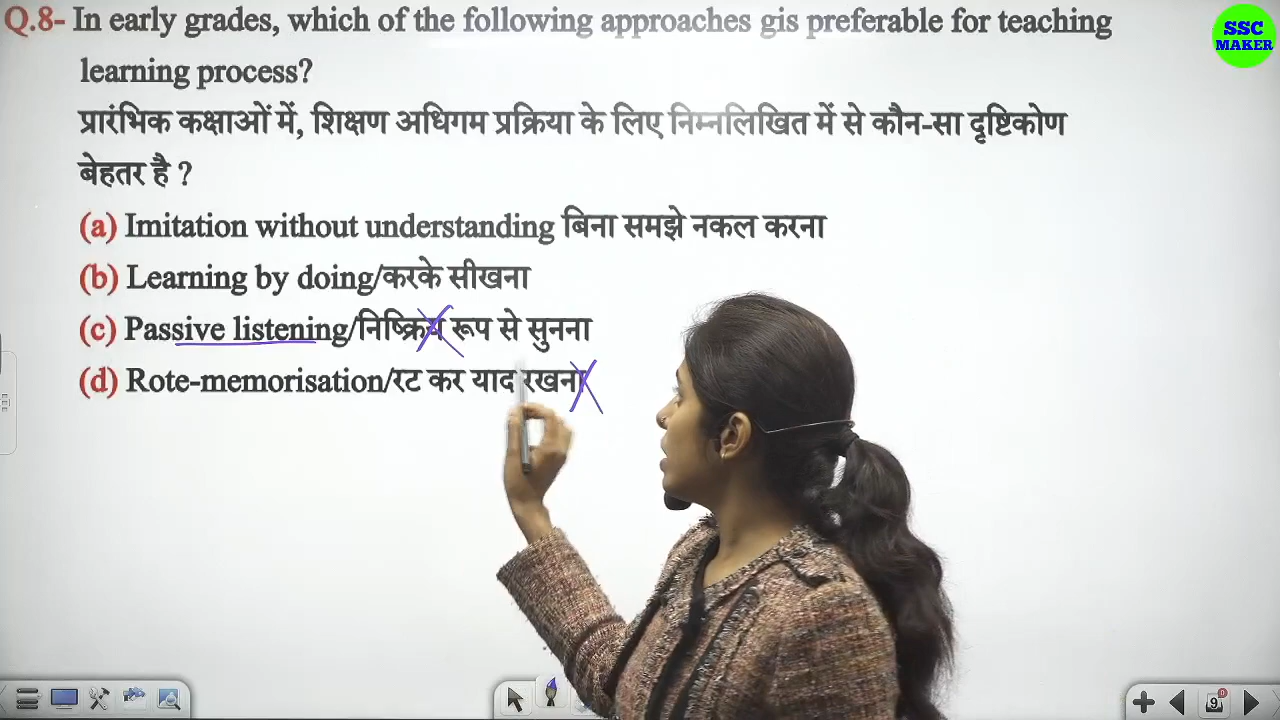 Q.8- In early grades, which of the following approaches gis preferable for teaching
learning process?
प्रारंभिक कक्षाओं में, शिक्षण अधिगम प्रक्रिया के लिए निम्नलिखित में से कौन-सा दृष्टिकोण
बेहतर है ?
(a) Imitation without understanding बिना समझे नकल करना
(b) Learning by doing/करके सीखना
(c) Passive listening/निष्क्रिय रूप से सुनना
(d) Rote-memorisation/रट कर याद रखना
SSC
MAKER
9
0